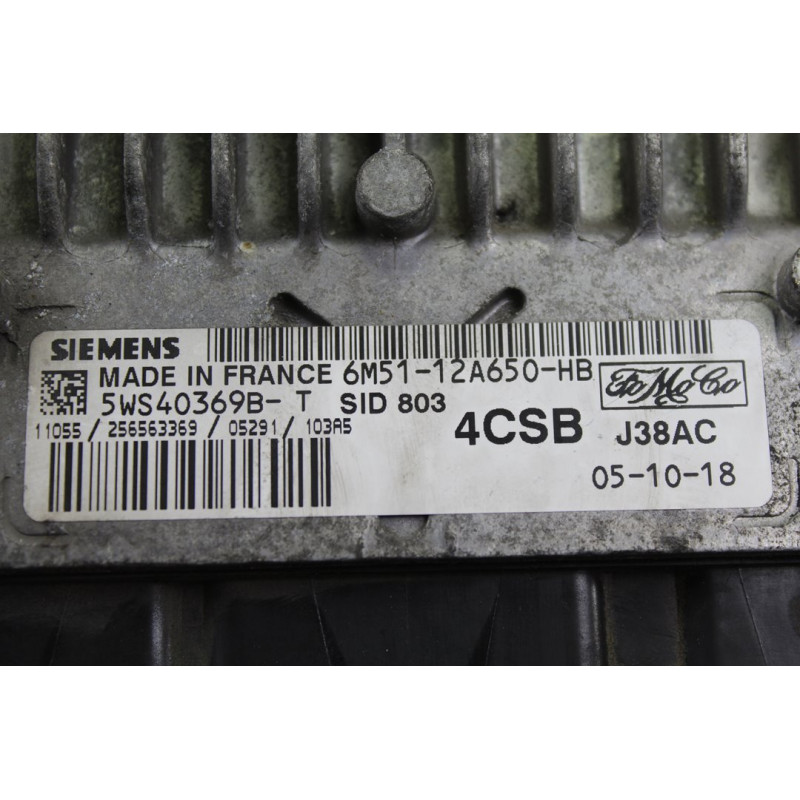 SIEMENS
MADE IN FRANCE 6M51-12A650-HB
FoMoCo
5WS40369B- T SID 803
11055 / 256563369 / 05291 / 103A5
4CSB J38AC
05-10-18